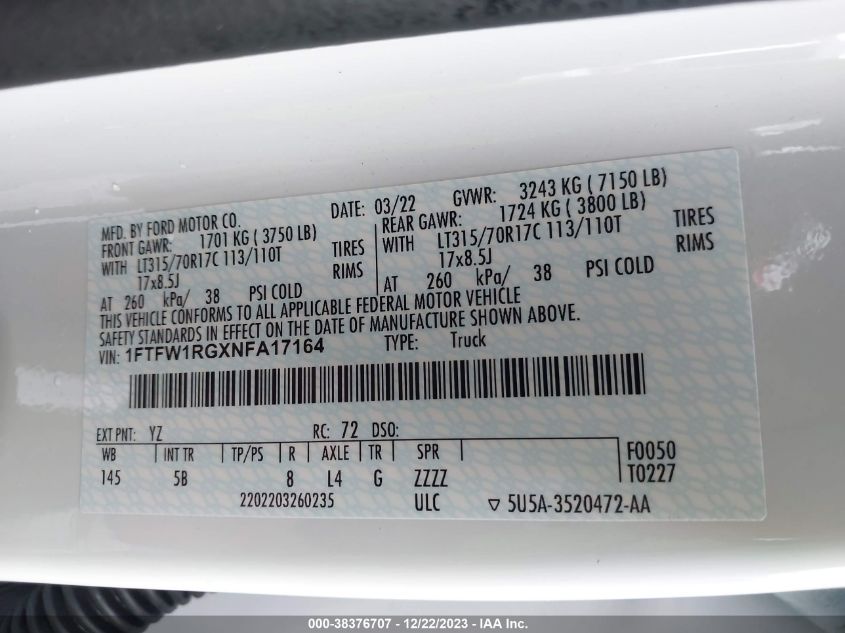 MFD. BY FORD MOTOR CO. DATE: 03/22 GVWR: 3243 KG ( 7150 LB)
FRONT GAWR: 1701 KG ( 3750 LB) REAR GAWR: 1724 KG ( 3800 LB)
WITH LT315/70R17C 113/110T TIRES WITH LT315/70R17C 113/110T TIRES
17x8.5J RIMS 17x8.5J RIMS
AT 260 kPa/ 38 PSI COLD AT 260 kPa/ 38 PSI COLD
THIS VEHICLE CONFORMS TO ALL APPLICABLE FEDERAL MOTOR VEHICLE
SAFETY STANDARDS IN EFFECT ON THE DATE OF MANUFACTURE SHOWN ABOVE.
VIN: 1FTFW1RGXNFA17164 TYPE: Truck
EXT PNT: YZ RC: 72 DSO:
WB INT TR TP/PS R AXLE TR SPR F0050
145 5B 8 L4 G ZZZZ T0227
2202203260235 ULC ▽ 5U5A-3520472-AA
000-38376707 - 12/22/2023 - IAA Inc.